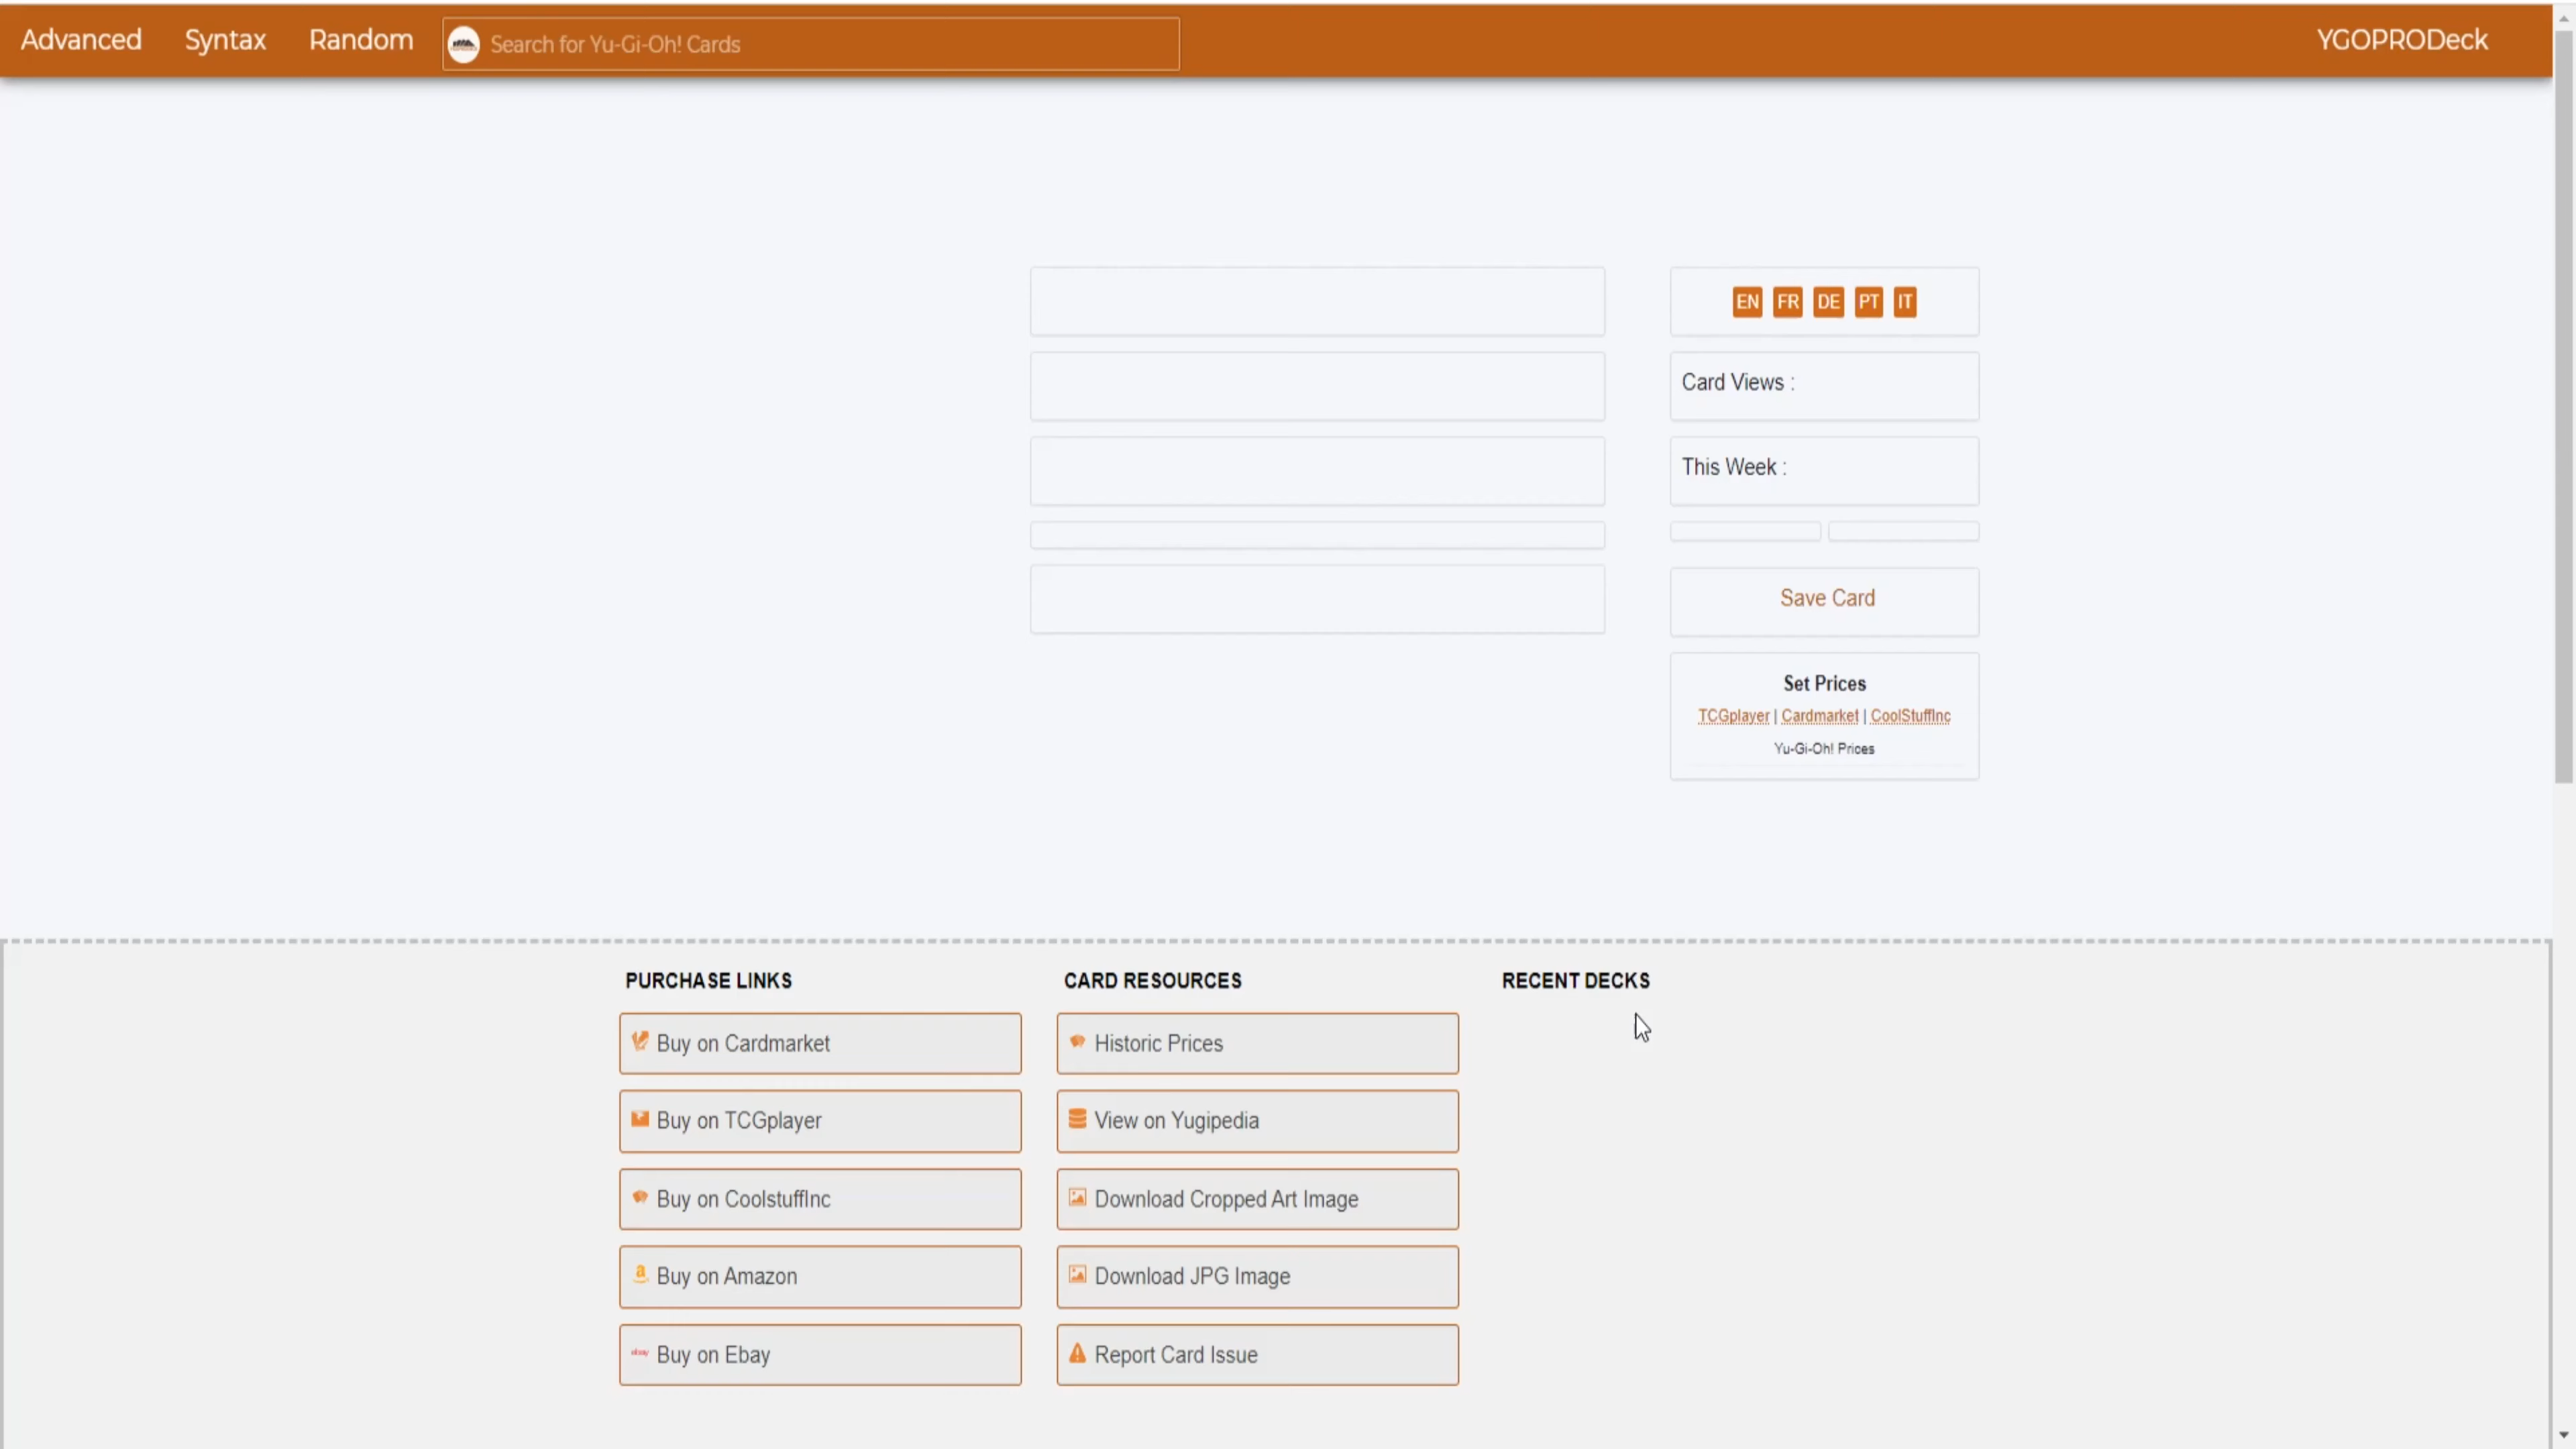 Advanced Syntax Random Search for Yu-Gi-Oh! Cards YGOPRODeck
EN FR DE PT IT
Card Views :
This Week :
Save Card
Set Prices
TCGplayer | Cardmarket | CoolStuffInc
Yu-Gi-Oh! Prices
PURCHASE LINKS
Buy on Cardmarket
Buy on TCGplayer
Buy on CoolstuffInc
Buy on Amazon
Buy on Ebay
CARD RESOURCES
Historic Prices
View on Yugipedia
Download Cropped Art Image
Download JPG Image
Report Card Issue
RECENT DECKS